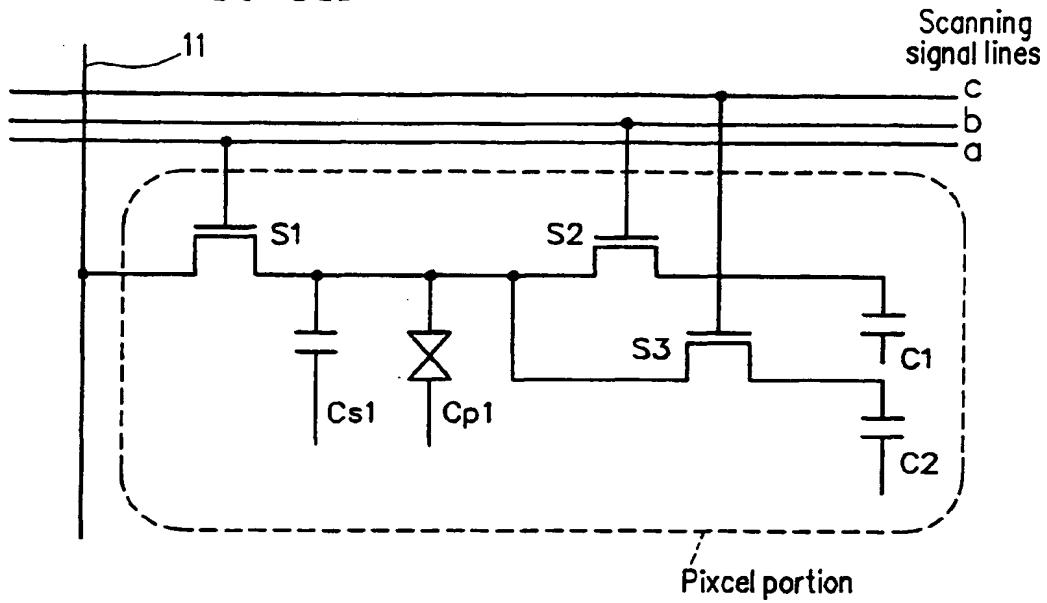 11
Scanning
signal lines
c
b
a
S1
S2
S3
C1
Cs1
Cp1
C2
Pixcel portion